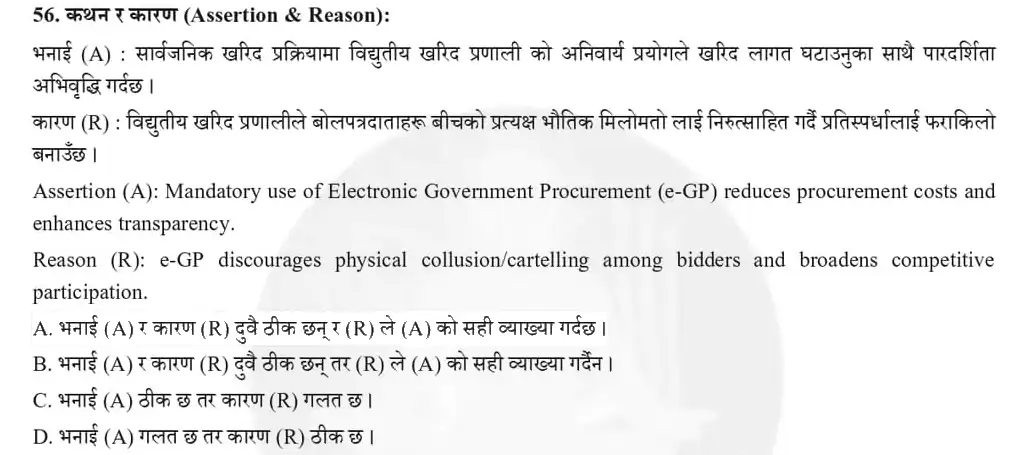 56. कथन र कारण (Assertion & Reason):
भनाई (A) : सार्वजनिक खरिद प्रक्रियामा विद्युतीय खरिद प्रणाली को अनिवार्य प्रयोगले खरिद लागत घटाउनुका साथै पारदर्शिता
अभिवृद्धि गर्दछ ।
कारण (R) : विद्युतीय खरिद प्रणालीले बोलपत्रदाताहरू बीचको प्रत्यक्ष भौतिक मिलोमतो लाई निरुत्साहित गर्दै प्रतिस्पर्धालाई फराकिलो
बनाउँछ ।
Assertion (A): Mandatory use of Electronic Government Procurement (e-GP) reduces procurement costs and
enhances transparency.
Reason (R): e-GP discourages physical collusion/cartelling among bidders and broadens competitive
participation.
A. भनाई (A) र कारण (R) दुवै ठीक छन् र (R) ले (A) को सही व्याख्या गर्दछ ।
B. भनाई (A) र कारण (R) दुवै ठीक छन् तर (R) ले (A) को सही व्याख्या गर्दैन ।
C. भनाई (A) ठीक छ तर कारण (R) गलत छ ।
D. भनाई (A) गलत छ तर कारण (R) ठीक छ ।